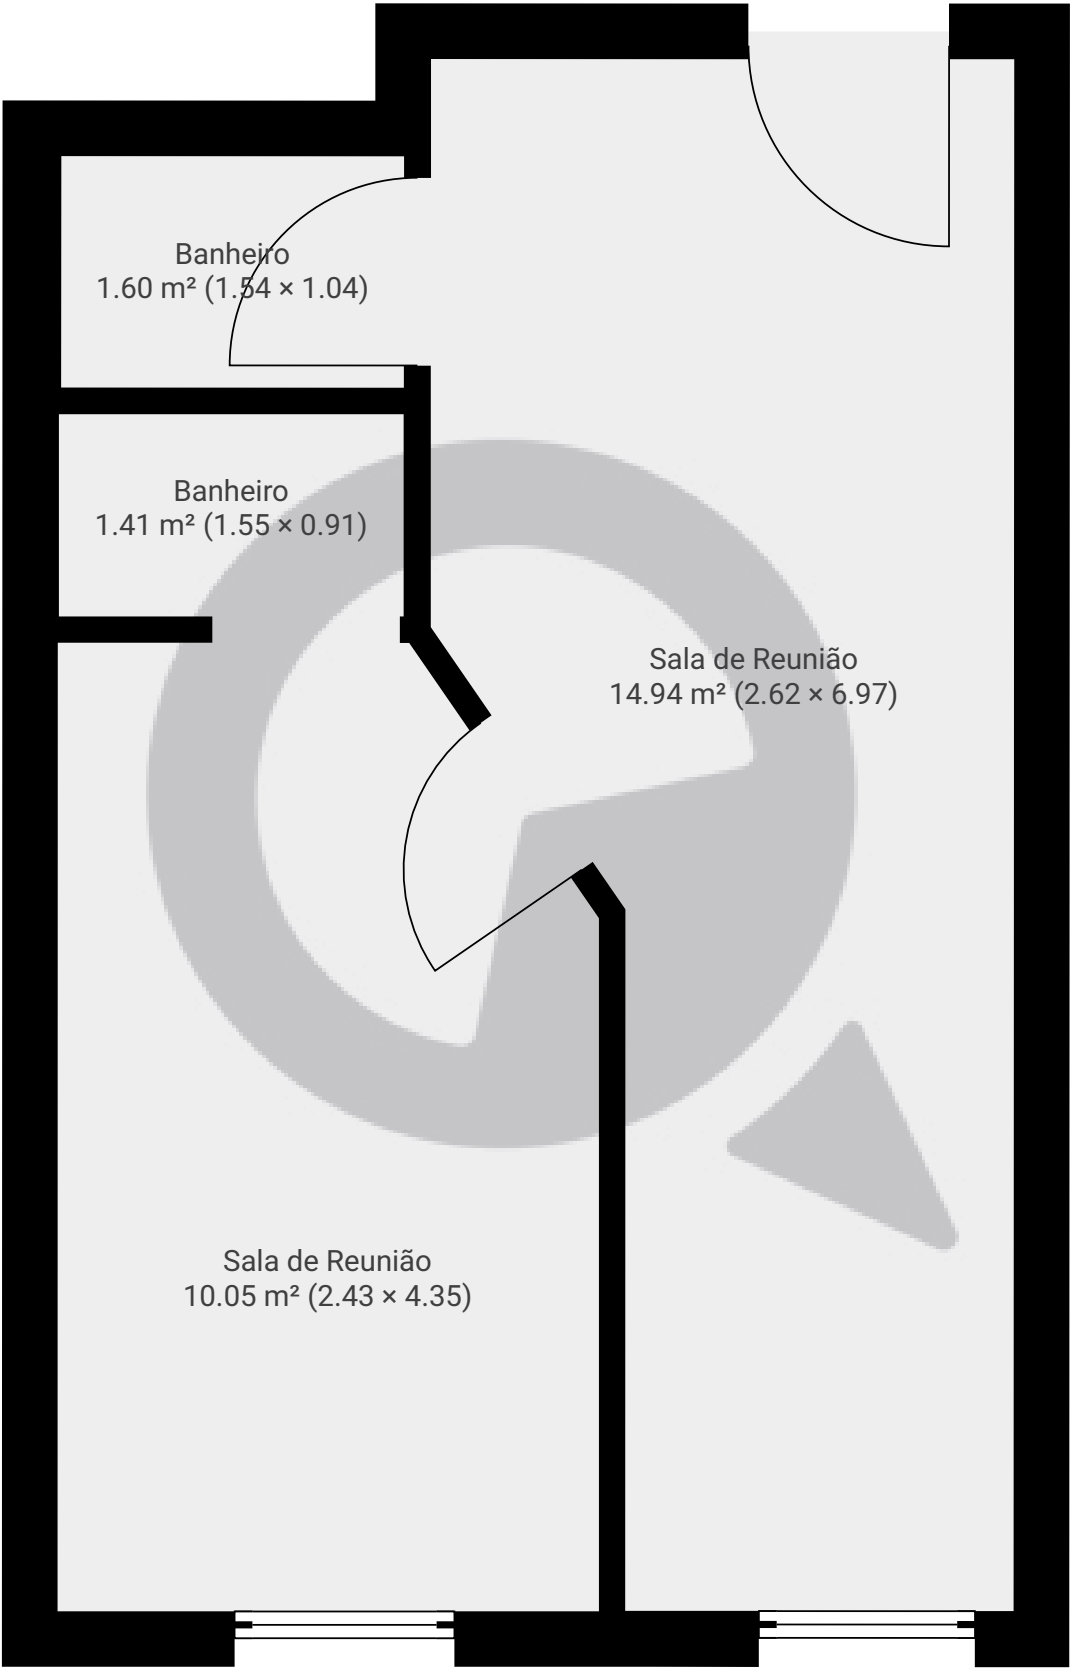 Banheiro
1.60 m² (1.54 × 1.04)
Banheiro
1.41 m² (1.55 × 0.91)
Sala de Reunião
14.94 m² (2.62 × 6.97)
Sala de Reunião
10.05 m² (2.43 × 4.35)